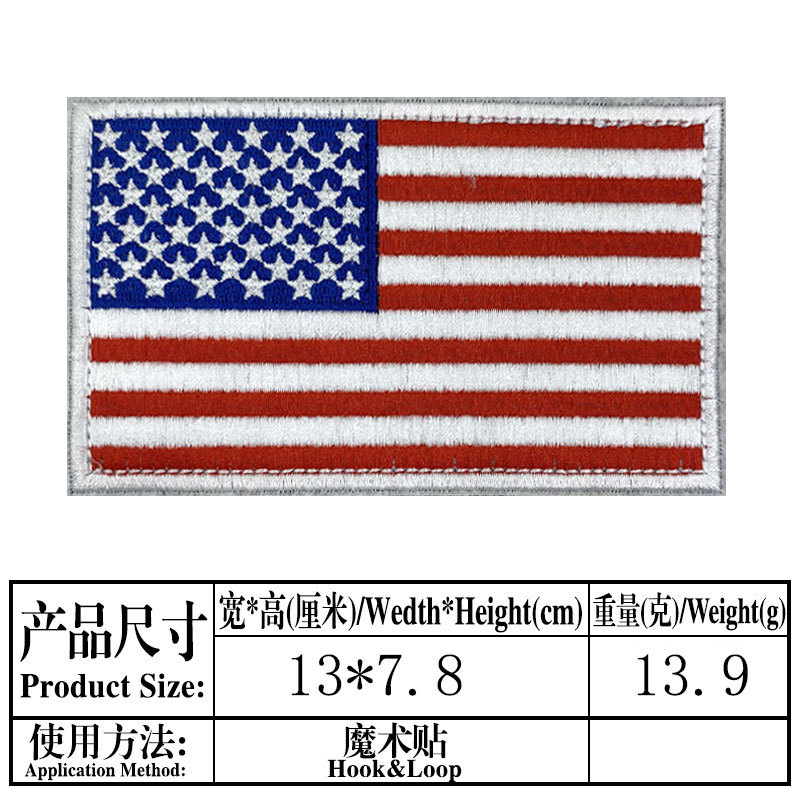 产品尺寸
Product Size:
宽*高(厘米)/Wedth*Height(cm)
重量(克)/Weight(g)
13*7.8
13.9
使用方法:
Application Method:
魔术贴
Hook&Loop